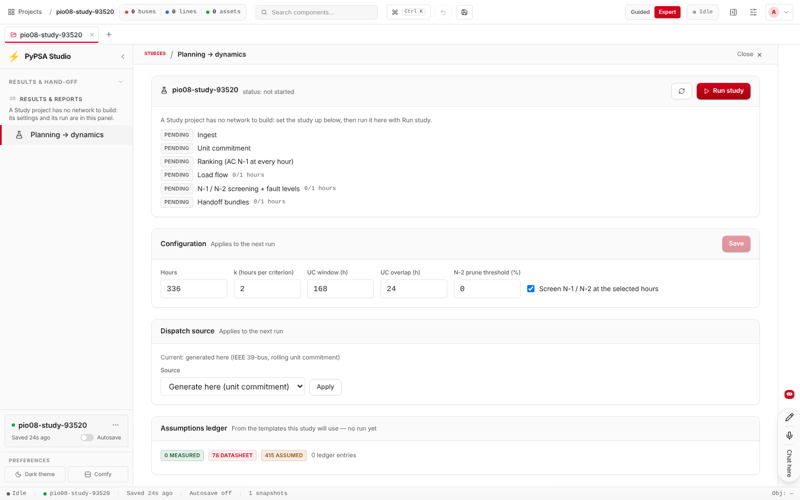 Projects / pio08-study-93520
0 buses 0 lines 0 assets
Search components...
Ctrl K
Guided Expert
Idle
A
pio08-study-93520
PyPSA Studio
RESULTS & HAND-OFF
10 RESULTS & REPORTS
A Study project has no network to build: its settings and its run are in this panel.
Planning → dynamics
pio08-study-93520
Saved 24s ago Autosave
PREFERENCES
Dark theme Comfy
STUDIES / Planning → dynamics
Close ×
pio08-study-93520 status: not started
Run study
A Study project has no network to build: set the study up below, then run it here with Run study.
PENDING Ingest
PENDING Unit commitment
PENDING Ranking (AC N-1 at every hour)
PENDING Load flow 0/1 hours
PENDING N-1 / N-2 screening + fault levels 0/1 hours
PENDING Handoff bundles 0/1 hours
Configuration Applies to the next run
Save
Hours k (hours per criterion) UC window (h) UC overlap (h) N-2 prune threshold (%)
336 2 168 24 0 Screen N-1 / N-2 at the selected hours
Dispatch source Applies to the next run
Current: generated here (IEEE 39-bus, rolling unit commitment)
Source
Generate here (unit commitment) Apply
Assumptions ledger From the templates this study will use — no run yet
0 MEASURED 78 DATASHEET 415 ASSUMED 0 ledger entries
Chat here
Idle pio08-study-93520 Saved 24s ago Autosave off 1 snapshots Obj: —